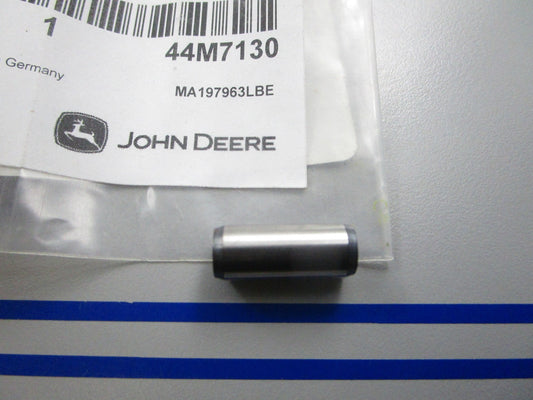 1
44M7130
Germany
MA197963LBE
JOHN DEERE